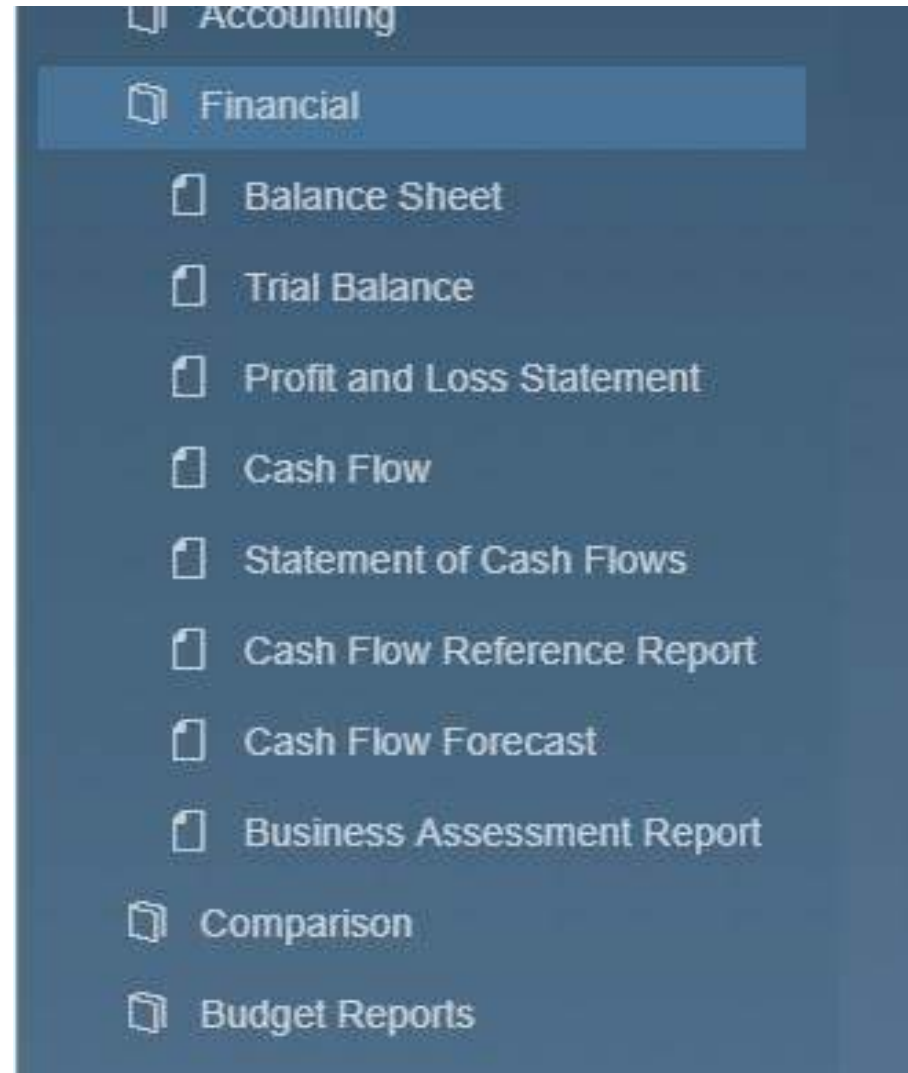 Accounting
Financial
Balance Sheet
Trial Balance
Profit and Loss Statement
Cash Flow
Statement of Cash Flows
Cash Flow Reference Report
Cash Flow Forecast
Business Assessment Report
Comparison
Budget Reports